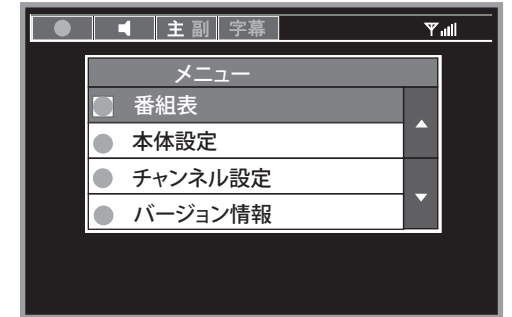 主 副 字幕
メニュー
番組表
本体設定
チャンネル設定
バージョン情報